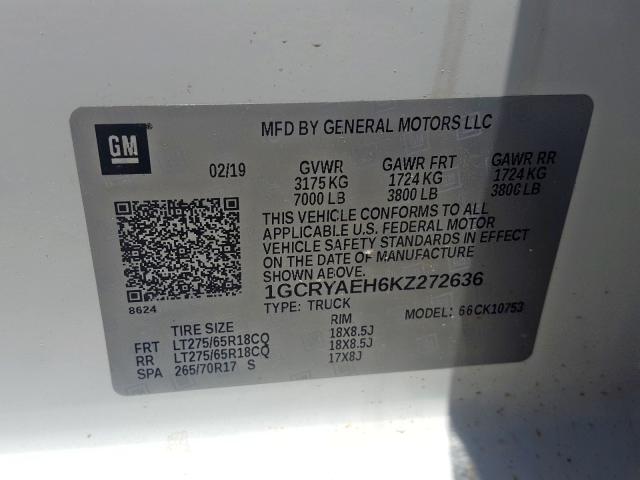 GM
MFD BY GENERAL MOTORS LLC
02/19 GVWR GAWR FRT GAWR RR
3175 KG 1724 KG 1724 KG
7000 LB 3800 LB 3800 LB
THIS VEHICLE CONFORMS TO ALL
APPLICABLE U.S. FEDERAL MOTOR
VEHICLE SAFETY STANDARDS IN EFFECT
ON THE DATE OF MANUFACTURE
SHOWN ABOVE.
1GCRYAEH6KZ272636
8624
TYPE: TRUCK MODEL: 66CK10753
TIRE SIZE RIM
FRT LT275/65R18CQ 18X8.5J
RR LT275/65R18CQ 18X8.5J
SPA 265/70R17 S 17X8J